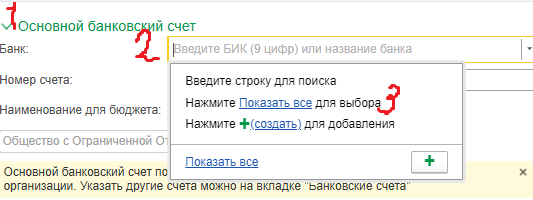 1
Основной банковский счет
2
Банк:
Введите БИК (9 цифр) или название банка
Введите строку для поиска
Номер счета:
Нажмите Показать все для выбора
3
Наименование для бюджета:
Нажмите +(создать) для добавления
Общество с Ограниченной От
Показать все
+
Основной банковский счет по
организации. Указать другие счета можно на вкладке "Банковские счета"